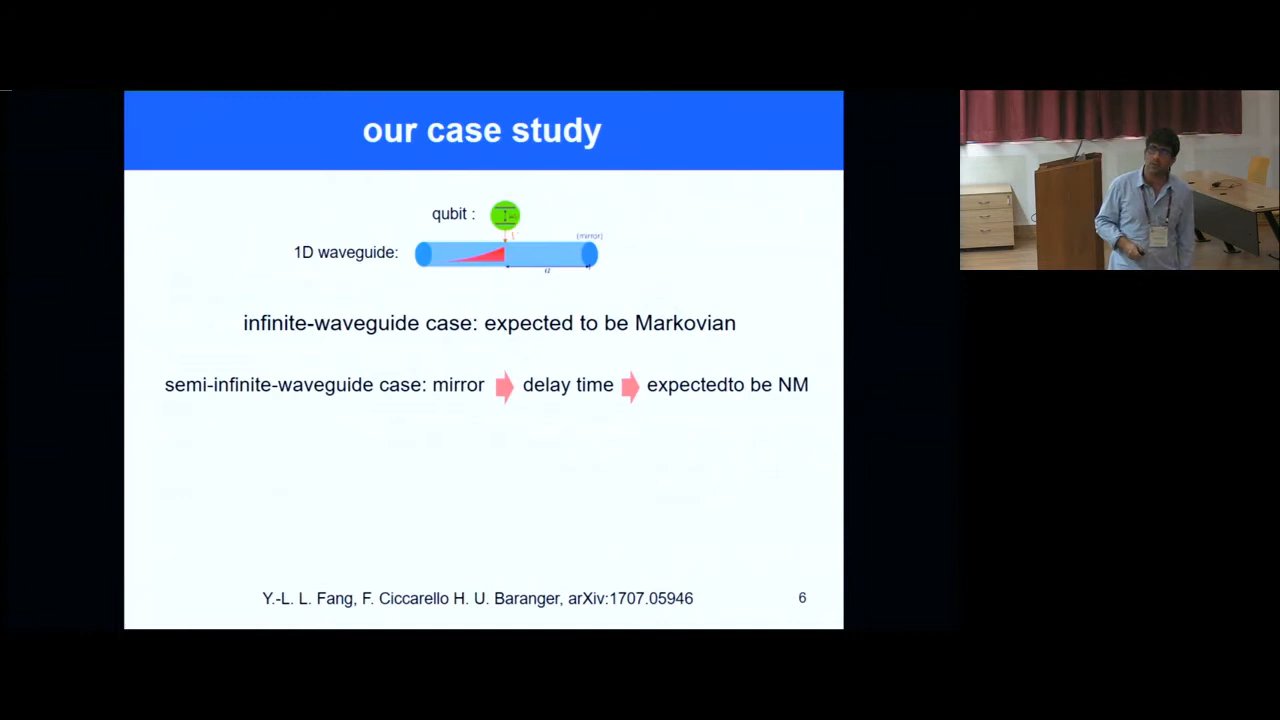 our case study
qubit :
(mirror)
1D waveguide:
a
infinite-waveguide case: expected to be Markovian
semi-infinite-waveguide case: mirror delay time expectedto be NM
Y.-L. L. Fang, F. Ciccarello H. U. Baranger, arXiv:1707.05946
6